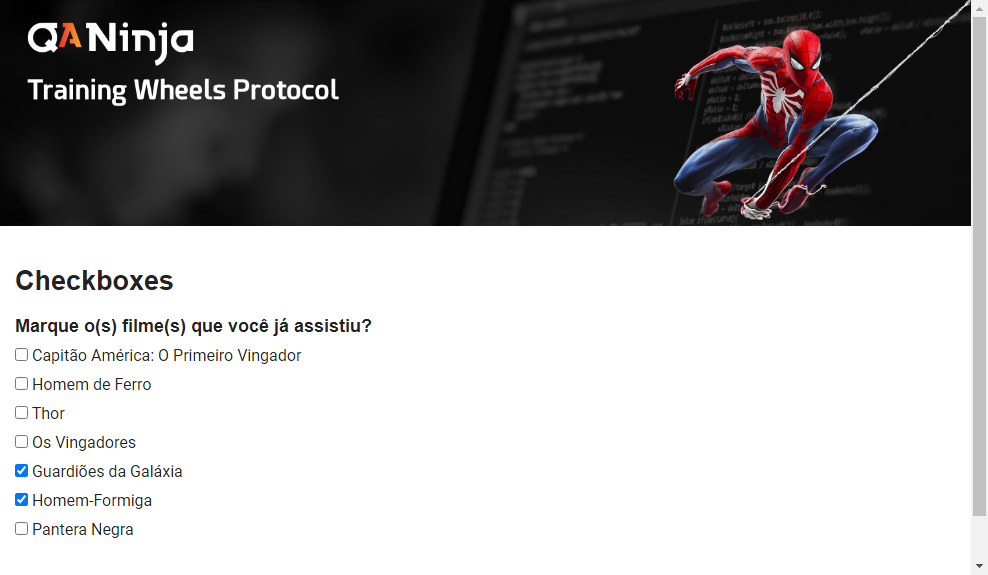 QANinja
Training Wheels Protocol
Checkboxes
Marque o(s) filme(s) que você já assistiu?
Capitão América: O Primeiro Vingador
Homem de Ferro
Thor
Os Vingadores
Guardiões da Galáxia
Homem-Formiga
Pantera Negra